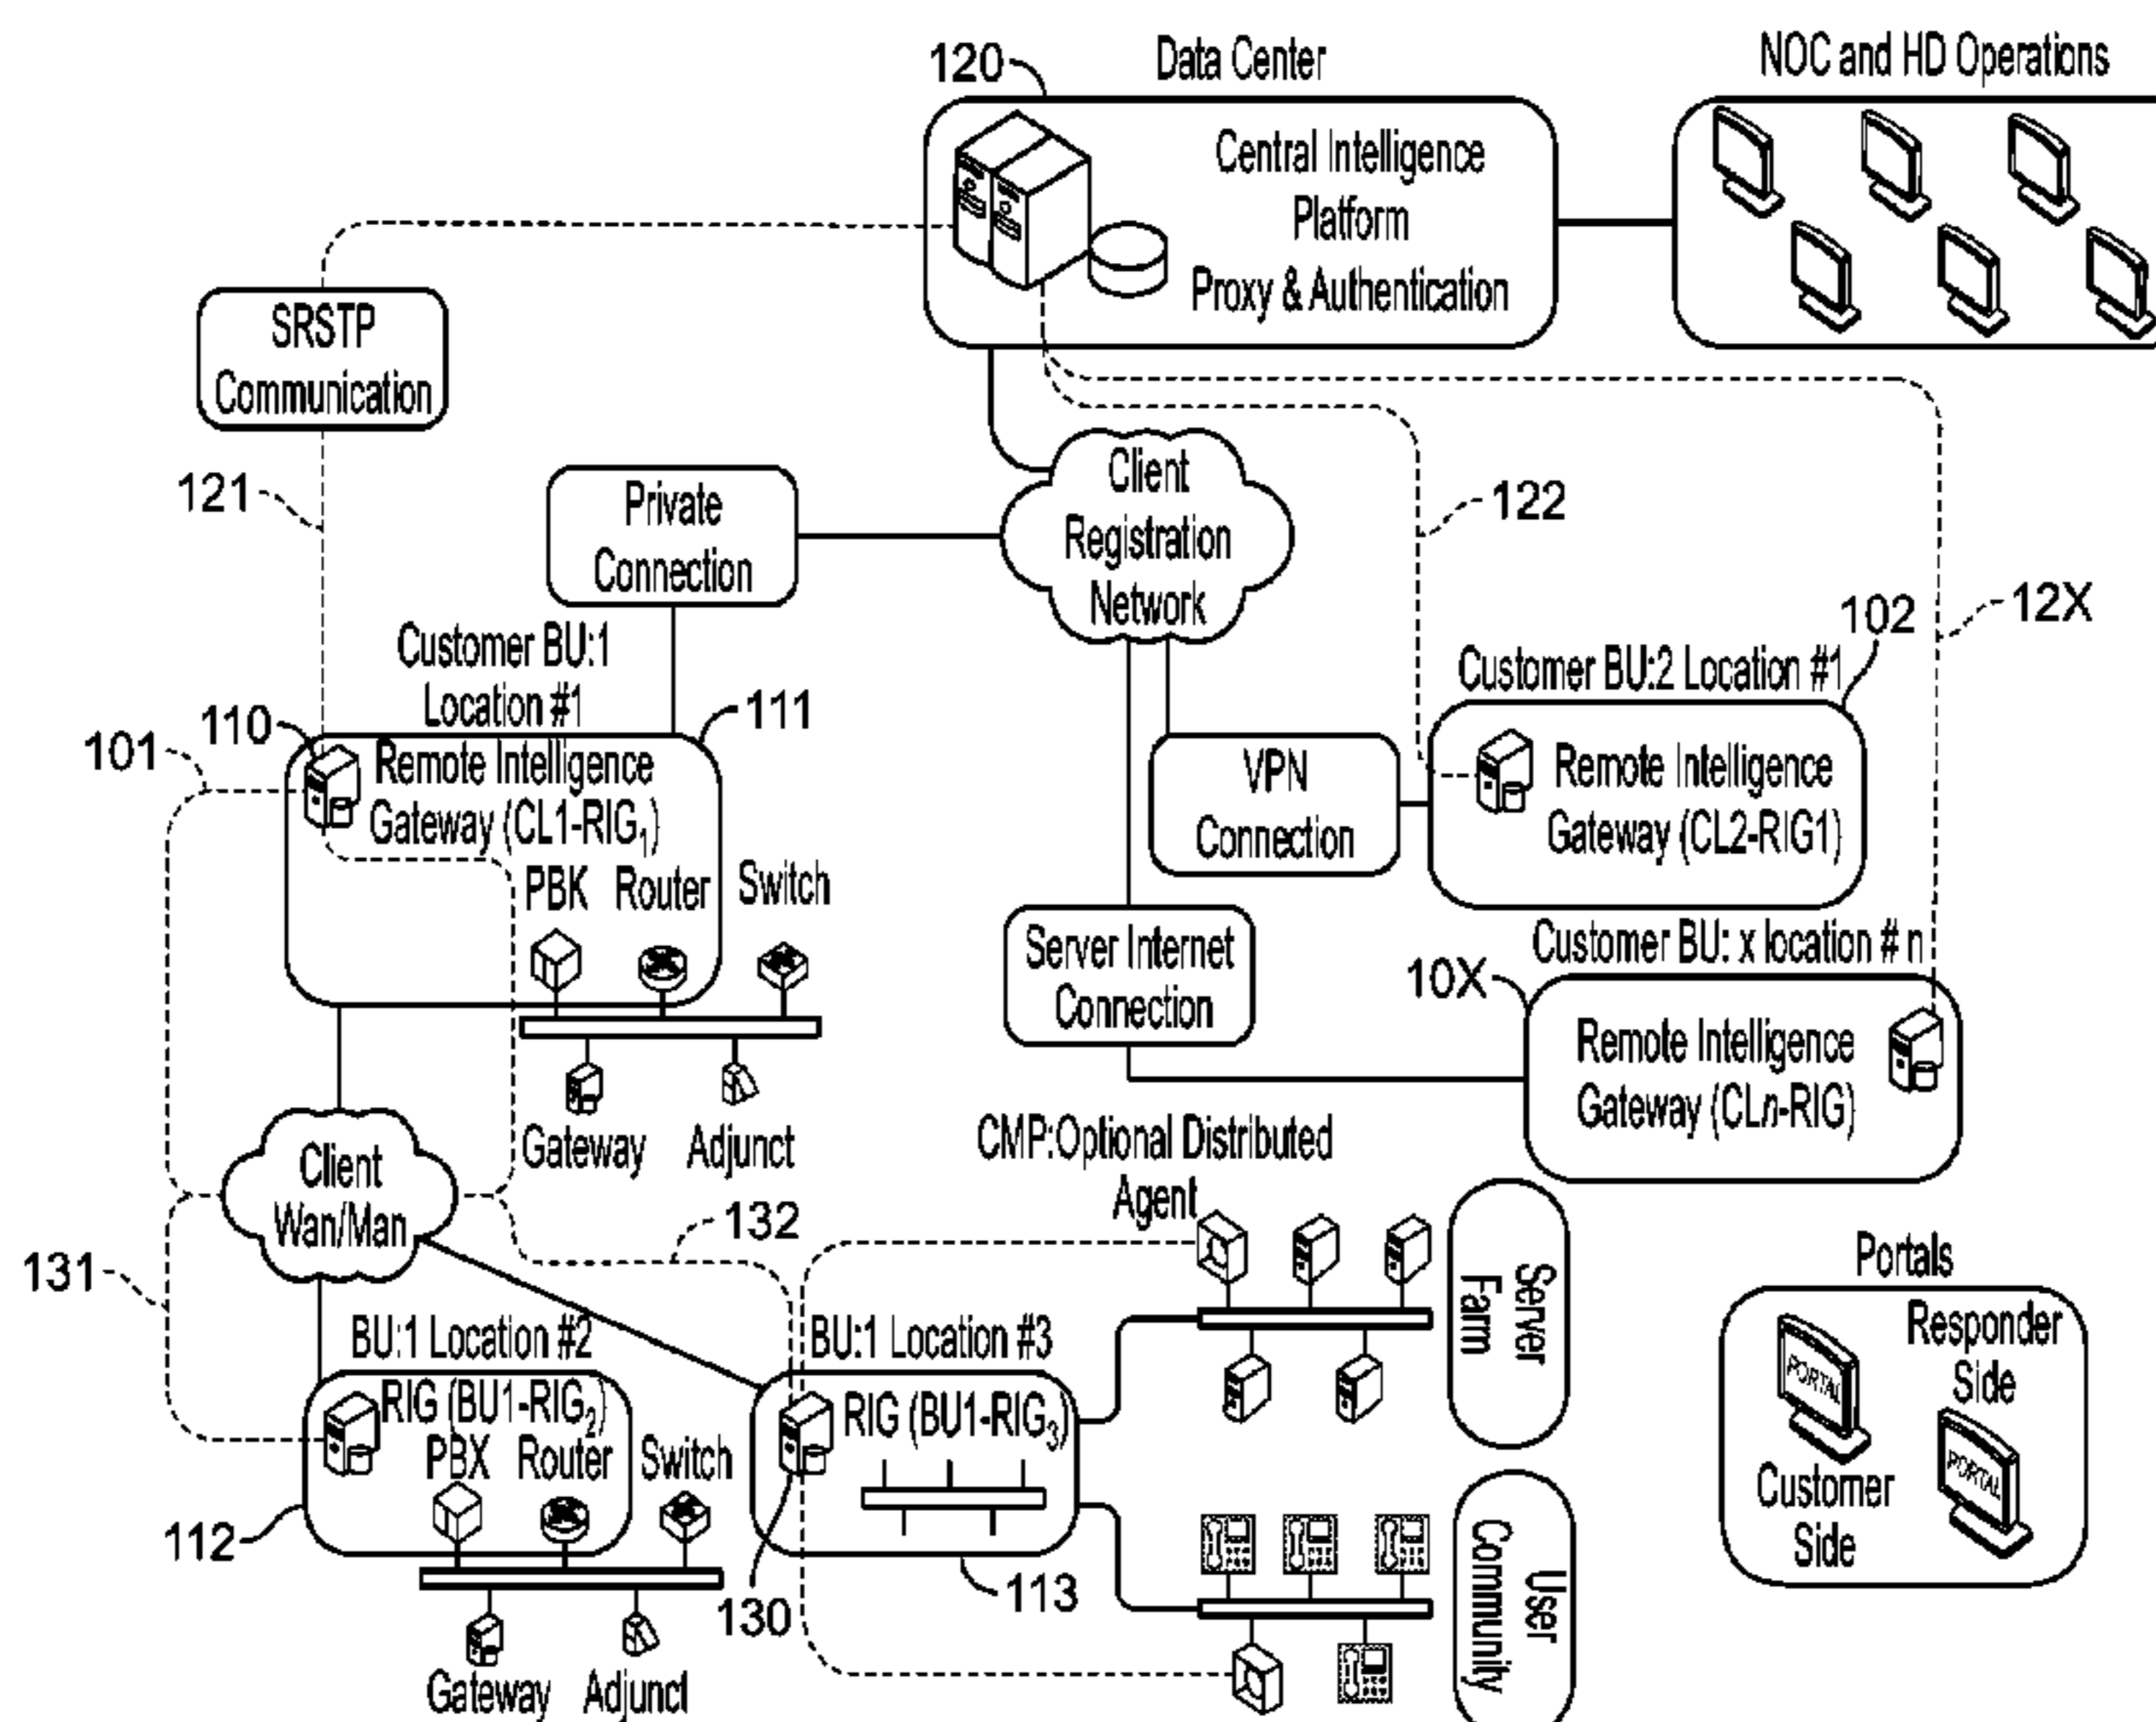 120
Data Center
NOC and HD Operations
Central Intelligence
Platform
Proxy & Authentication
SRSTP
Communication
121
Private
Connection
Client
Registration
Network
122
12X
102
Customer BU:1
Location #1
110
111
101
Remote Intelligence
Gateway (CL1-RIG₁)
PBK Router Switch
Gateway Adjunct
Customer BU:2 Location #1
VPN
Connection
Remote Intelligence
Gateway (CL2-RIG1)
Server Internet
Connection
Customer BU: x location # n
10X
Remote Intelligence
Gateway (CLn-RIG)
Client
Wan/Man
131
132
CMP:Optional Distributed
Agent
Server
Farm
BU:1 Location #2
RIG (BU1-RIG₂)
PBX Router Switch
112
Gateway Adjunct
BU:1 Location #3
RIG (BU1-RIG₃)
130
113
User
Community
Portals
Responder
Side
PORTAL
PORTAL
Customer
Side